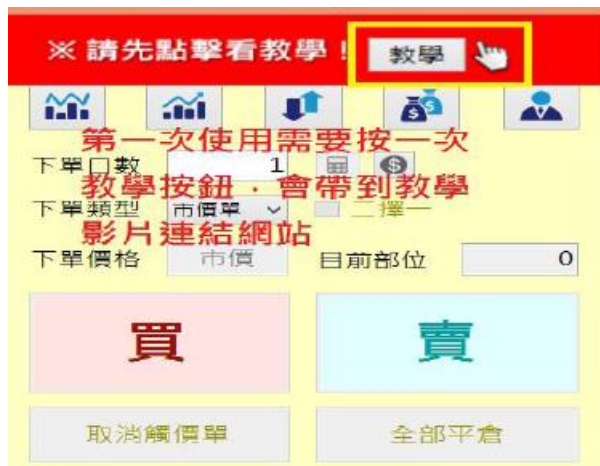 ※ 請先點擊看教學! 教學
第一次使用需要按一次
下單口數 1
教學按鈕，會帶到教學
下單類型 市價單 二擇一
影片連結網站
下單價格 市價 目前部位 0
買 賣
取消觸價單 全部平倉